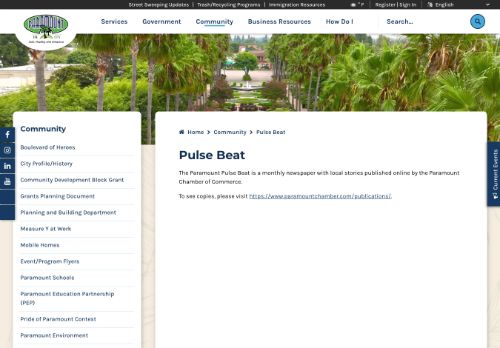 Street Sweeping Updates | Trash/Recycling Programs | Immigration Resources
° F Register | Sign In English
PARAMOUNT
Services Government Community Business Resources How Do I Search...
Community
Boulevard of Heroes
City Profile/History
Community Development Block Grant
Grants Planning Document
Planning and Building Department
Measure Y at Work
Mobile Homes
Event/Program Flyers
Paramount Schools
Paramount Education Partnership
(PEP)
Pride of Paramount Contest
Paramount Environment
Home > Community > Pulse Beat
Pulse Beat
The Paramount Pulse Beat is a monthly newspaper with local stories published online by the Paramount
Chamber of Commerce.
To see copies, please visit https://www.paramountchamber.com/publications/.
Current Events